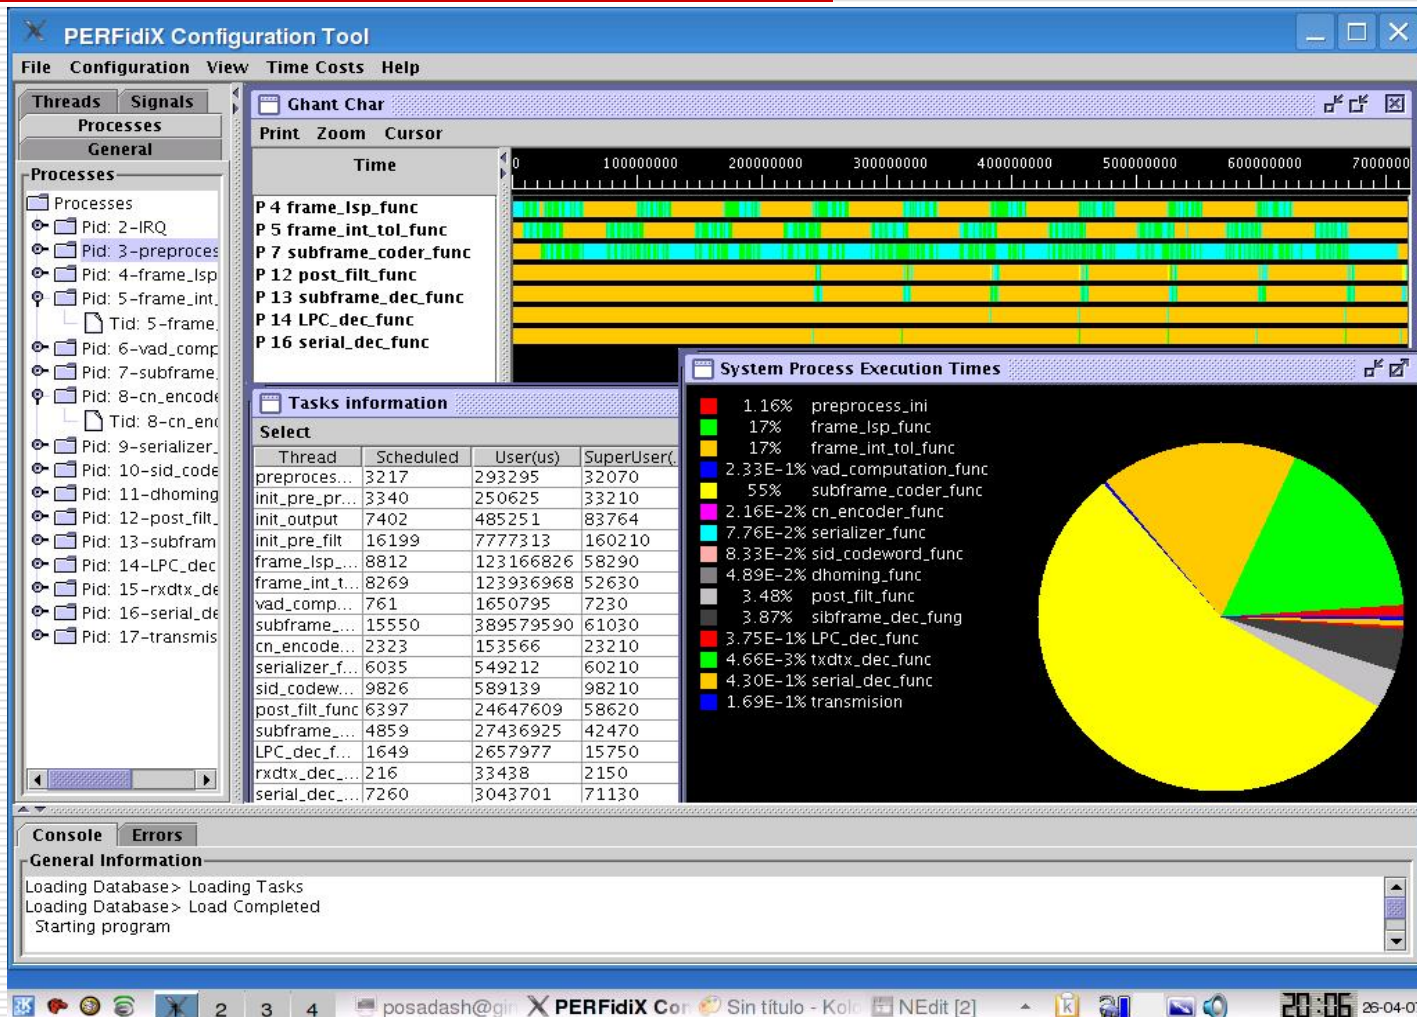 PERFidiX Configuration Tool
File Configuration View Time Costs Help
Threads Signals
Processes
General
Processes
Processes
Pid: 2-IRQ
Pid: 3-preproces
Pid: 4-frame_lsp
Pid: 5-frame_int_
Tid: 5-frame_
Pid: 6-vad_comp
Pid: 7-subframe_
Pid: 8-cn_encode
Tid: 8-cn_enc
Pid: 9-serializer_
Pid: 10-sid_code
Pid: 11-dhoming
Pid: 12-post_filt_
Pid: 13-subfram
Pid: 14-LPC_dec
Pid: 15-rxdtx_de
Pid: 16-serial_de
Pid: 17-transmis
Ghant Char
Print Zoom Cursor
Time
0 100000000 200000000 300000000 400000000 500000000 600000000 7000000
P 4 frame_lsp_func
P 5 frame_int_tol_func
P 7 subframe_coder_func
P 12 post_filt_func
P 13 subframe_dec_func
P 14 LPC_dec_func
P 16 serial_dec_func
Tasks information
Select
Thread Scheduled User(us) SuperUser(.
preproces... 3217 293295 32070
init_pre_pr... 3340 250625 33210
init_output 7402 485251 83764
init_pre_filt 16199 7777313 160210
frame_lsp_... 8812 123166826 58290
frame_int_t... 8269 123936968 52630
vad_comp... 761 1650795 7230
subframe_... 15550 389579590 61030
cn_encode... 2323 153566 23210
serializer_f... 6035 549212 60210
sid_codew... 9826 589139 98210
post_filt_func 6397 24647609 58620
subframe_... 4859 27436925 42470
LPC_dec_f... 1649 2657977 15750
rxdtx_dec_... 216 33438 2150
serial_dec_... 7260 3043701 71130
System Process Execution Times
1.16% preprocess_ini
17% frame_lsp_func
17% frame_int_tol_func
2.33E-1% vad_computation_func
55% subframe_coder_func
2.16E-2% cn_encoder_func
7.76E-2% serializer_func
8.33E-2% sid_codeword_func
4.89E-2% dhoming_func
3.48% post_filt_func
3.87% sibframe_dec_fung
3.75E-1% LPC_dec_func
4.66E-3% txdtx_dec_func
4.30E-1% serial_dec_func
1.69E-1% transmision
Console Errors
General Information
Loading Database> Loading Tasks
Loading Database> Load Completed
Starting program
2 3 4 posadash@gin PERFidiX Con Sin título - Kolo NEdit [2] k 20:06 26-04-07